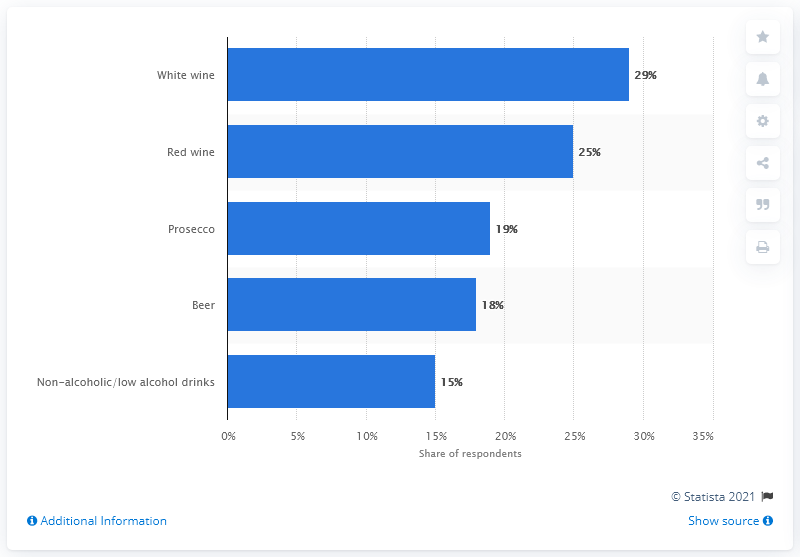 White wine 29%
Red wine 25%
Prosecco 19%
Beer 18%
Non-alcoholic/low alcohol drinks 15%
0% 5% 10% 15% 20% 25% 30% 35%
Share of respondents
© Statista 2021
Additional Information Show source